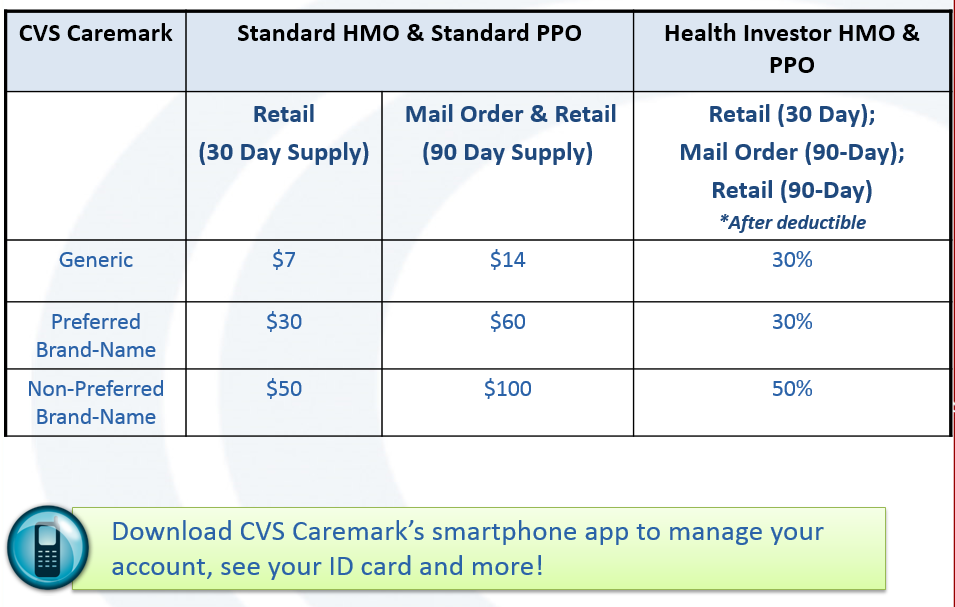 CVS Caremark
Standard HMO & Standard PPO
Health Investor HMO &
PPO
Retail
(30 Day Supply)
Mail Order & Retail
(90 Day Supply)
Retail (30 Day);
Mail Order (90-Day);
Retail (90-Day)
*After deductible
Generic
$7
$14
30%
Preferred
Brand-Name
$30
$60
30%
Non-Preferred
Brand-Name
$50
$100
50%
Download CVS Caremark’s smartphone app to manage your
account, see your ID card and more!